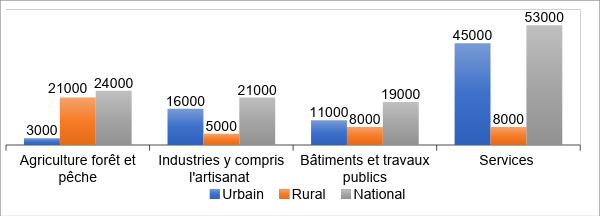 53000
45000
21000
24000
16000
21000
11000
19000
3000
5000
8000
8000
Agriculture forêt et
pêche
Industries y compris
l'artisanat
Bâtiments et travaux
publics
Services
Urbain Rural National